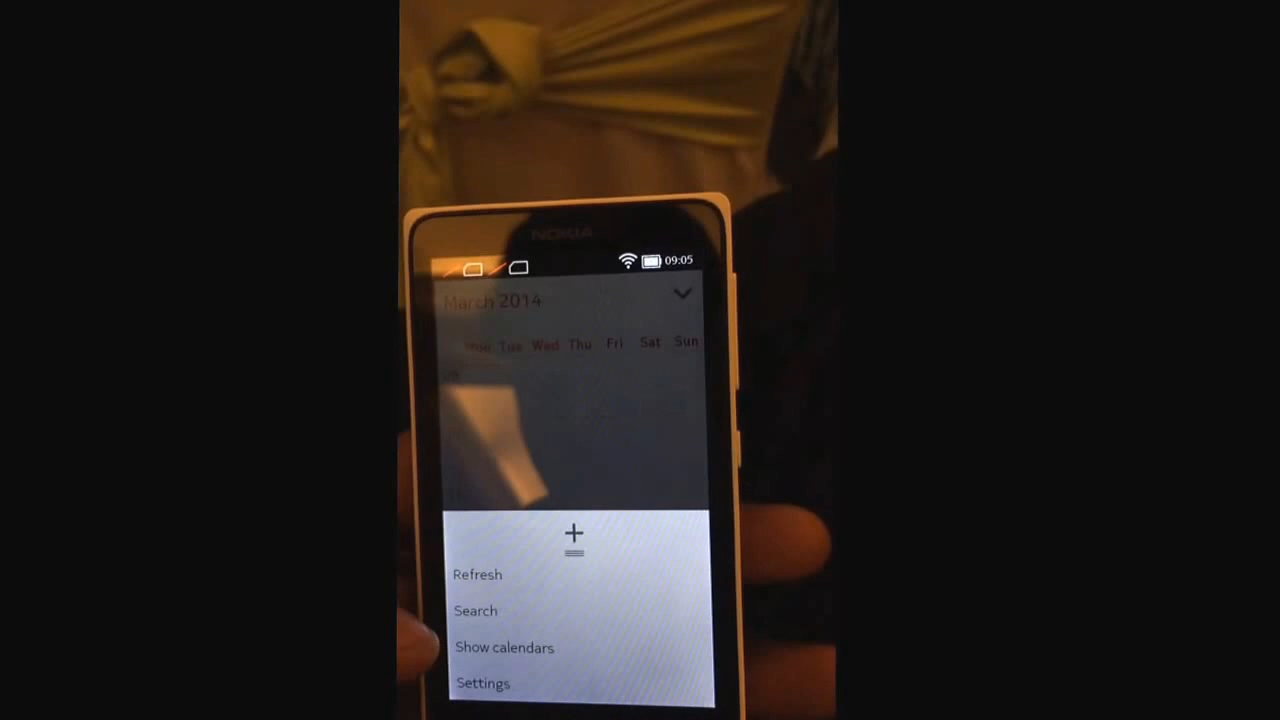 NOKIA
09:05
March 2014
Mon Tue Wed Thu Fri Sat Sun
+
Refresh
Search
Show calendars
Settings